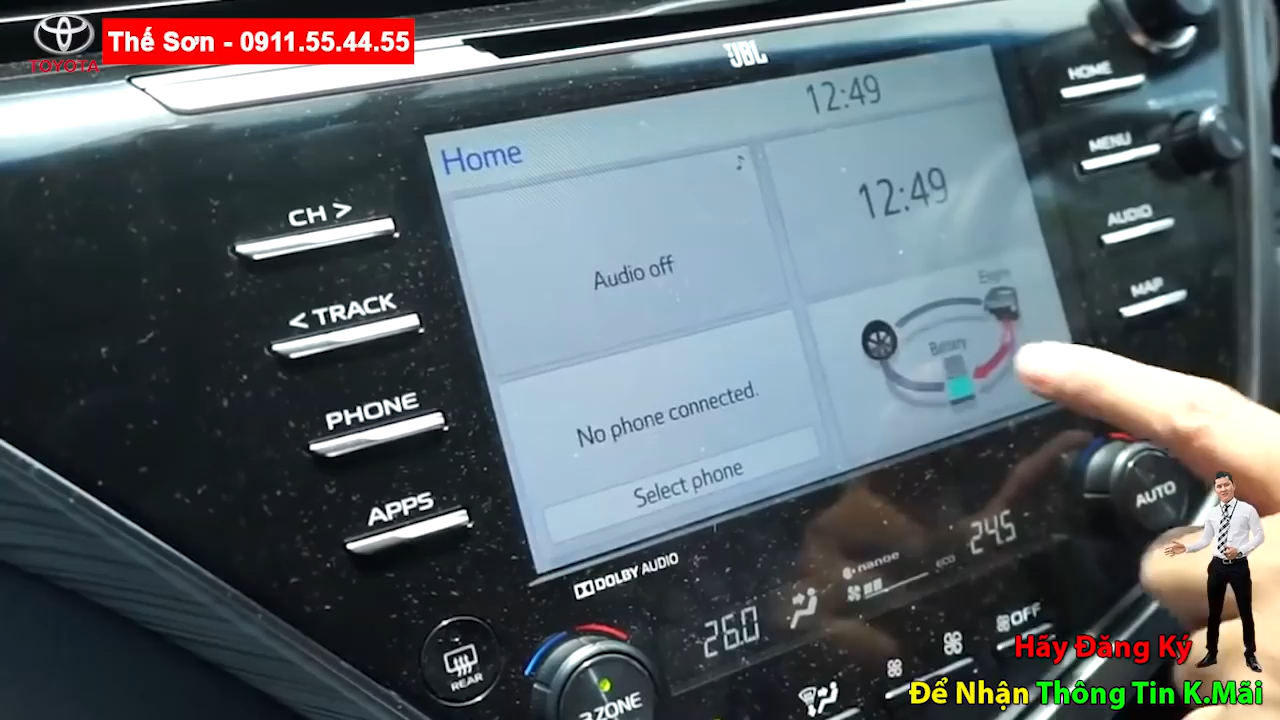 TOYOTA
Thế Sơn - 0911.55.44.55
JBL
12:49
Home
12:49
Audio off
Engine
Battery
No phone connected.
Select phone
CH >
< TRACK
PHONE
APPS
HOME
MENU
AUDIO
MAP
DOLBY AUDIO
AUTO
26.0
nanoe
ECO
24.5
OFF
REAR
ZONE
Hãy Đăng Ký
Để Nhận Thông Tin K.Mãi